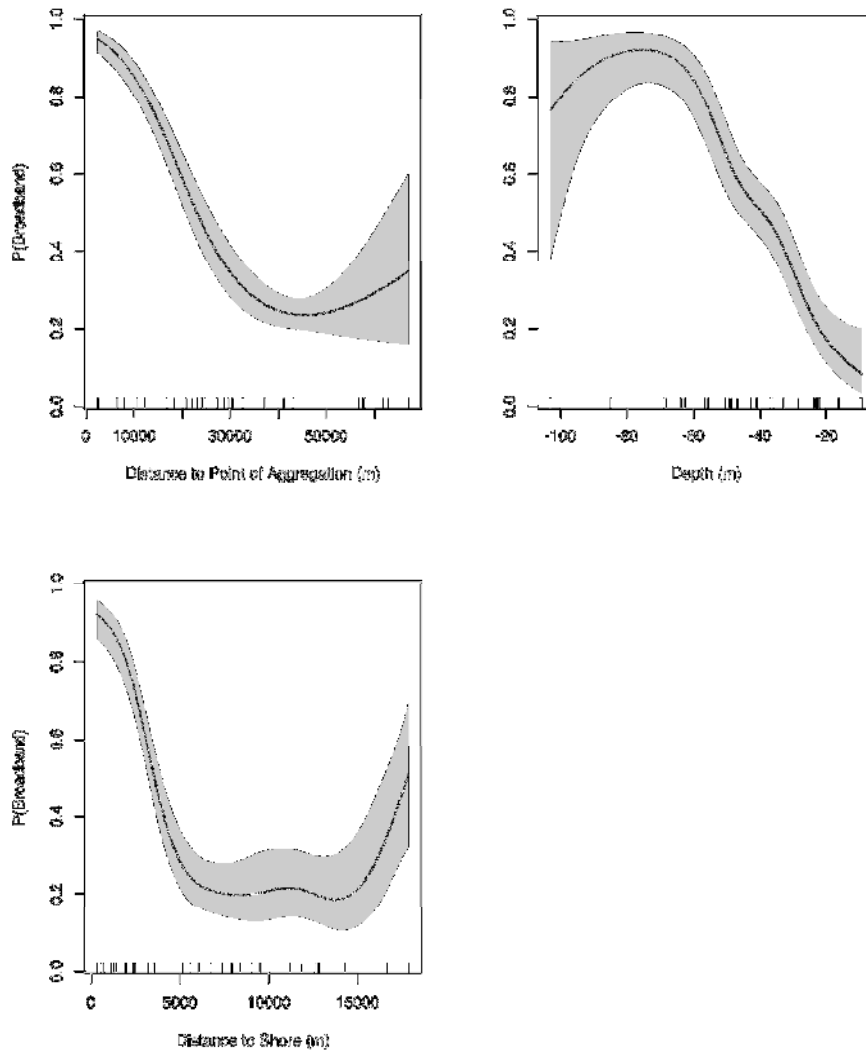 P(Broadband)
0.0 0.2 0.4 0.6 0.8 1.0
0 10000 30000 50000
Distance to Point of Aggregation (m)
0.0 0.2 0.4 0.6 0.8 1.0
-100 -80 -60 -40 -20
Depth (m)
P(Broadband)
0.0 0.2 0.4 0.6 0.8 1.0
0 5000 10000 15000
Distance to Shore (m)